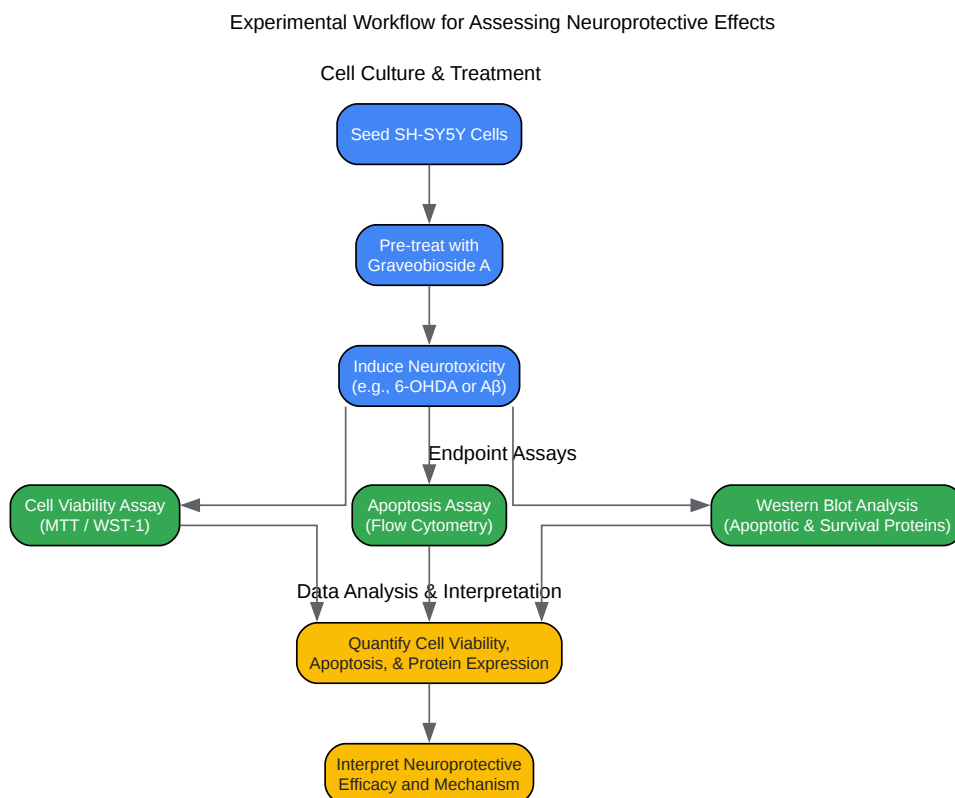 Experimental Workflow for Assessing Neuroprotective Effects
Cell Culture & Treatment
Seed SH-SY5Y Cells
Pre-treat with
Graveobioside A
Induce Neurotoxicity
(e.g., 6-OHDA or Aβ)
Endpoint Assays
Cell Viability Assay
(MTT / WST-1)
Apoptosis Assay
(Flow Cytometry)
Western Blot Analysis
(Apoptotic & Survival Proteins)
Data Analysis & Interpretation
Quantify Cell Viability,
Apoptosis, & Protein Expression
Interpret Neuroprotective
Efficacy and Mechanism